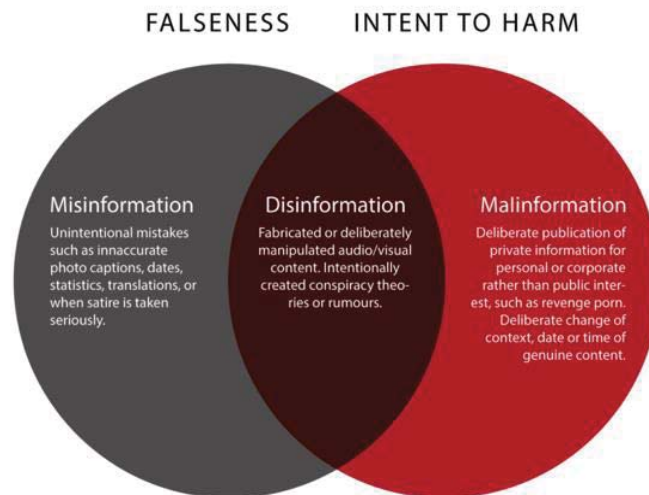 FALSENESS
INTENT TO HARM
Misinformation
Unintentional mistakes
such as innaccurate
photo captions, dates,
statistics, translations, or
when satire is taken
seriously.
Disinformation
Fabricated or deliberately
manipulated audio/visual
content. Intentionally
created conspiracy theo-
ries or rumours.
Malinformation
Deliberate publication of
private information for
personal or corporate
rather than public inter-
est, such as revenge porn.
Deliberate change of
context, date or time of
genuine content.